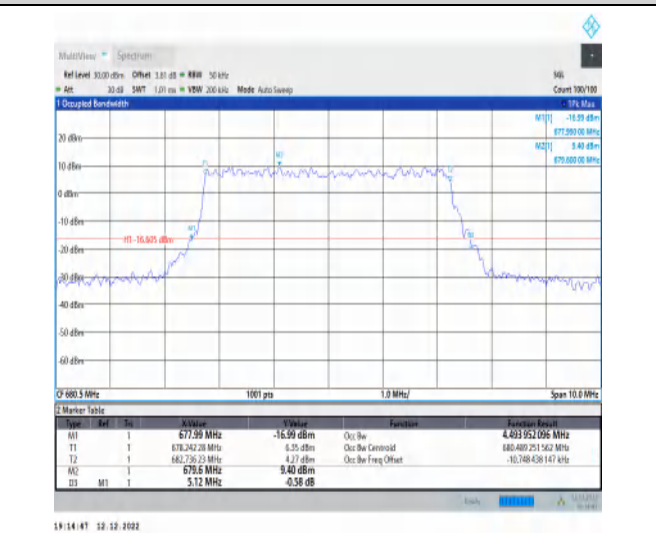 MultiView Spectrum
Ref Level 30.00 dBm Offset 3.81 dB RBW 50 kHz SGL
Att 30 dB SWT 1.01 ms VBW 200 kHz Mode Auto Sweep Count 100/100
1 Occupied Bandwidth 1Pk Max
M1[1] -16.99 dBm
677.990 00 MHz
M2[1] 9.40 dBm
679.600 00 MHz
20 dBm
10 dBm
0 dBm
-10 dBm
-20 dBm
-30 dBm
-40 dBm
-50 dBm
-60 dBm
M2
T1
T2
M1
H1 -16.605 dBm
CF 680.5 MHz 1001 pts 1.0 MHz/ Span 10.0 MHz
2 Marker Table
Type Ref Trc X-Value Y-Value Function Function Result
M1 1 677.99 MHz -16.99 dBm Occ Bw 4.493 952 096 MHz
T1 1 678.242 28 MHz 6.35 dBm Occ Bw Centroid 680.489 251 562 MHz
T2 1 682.736 23 MHz 4.27 dBm Occ Bw Freq Offset -10.748 438 147 kHz
M2 1 679.6 MHz 9.40 dBm
D3 M1 1 5.12 MHz -0.58 dB
Ready
19:14:47 12.12.2022